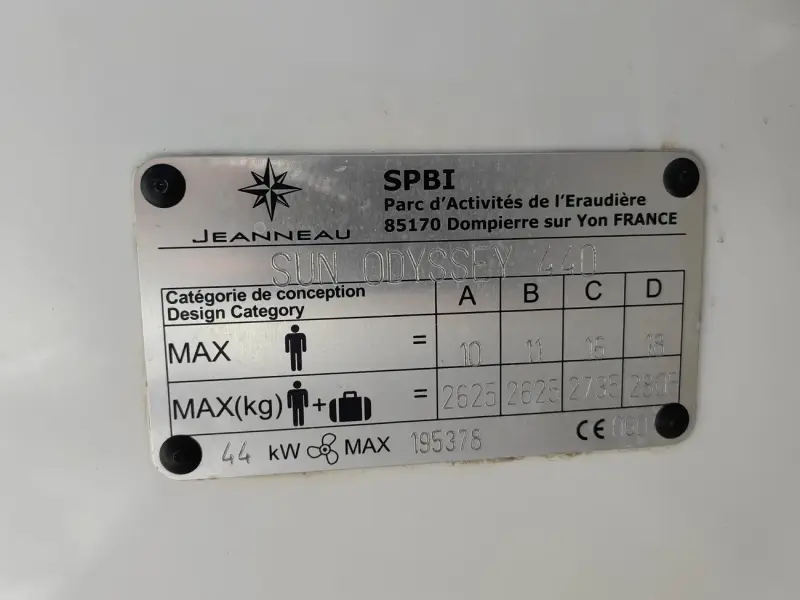 JEANNEAU
SPBI
Parc d'Activités de l'Eraudière
85170 Dompierre sur Yon FRANCE
SUN ODYSSEY 440
Catégorie de conception
Design Category
A B C D
MAX = 10 11 16 18
MAX(kg) + = 2625 2625 2735
44 kW MAX 195378
CE